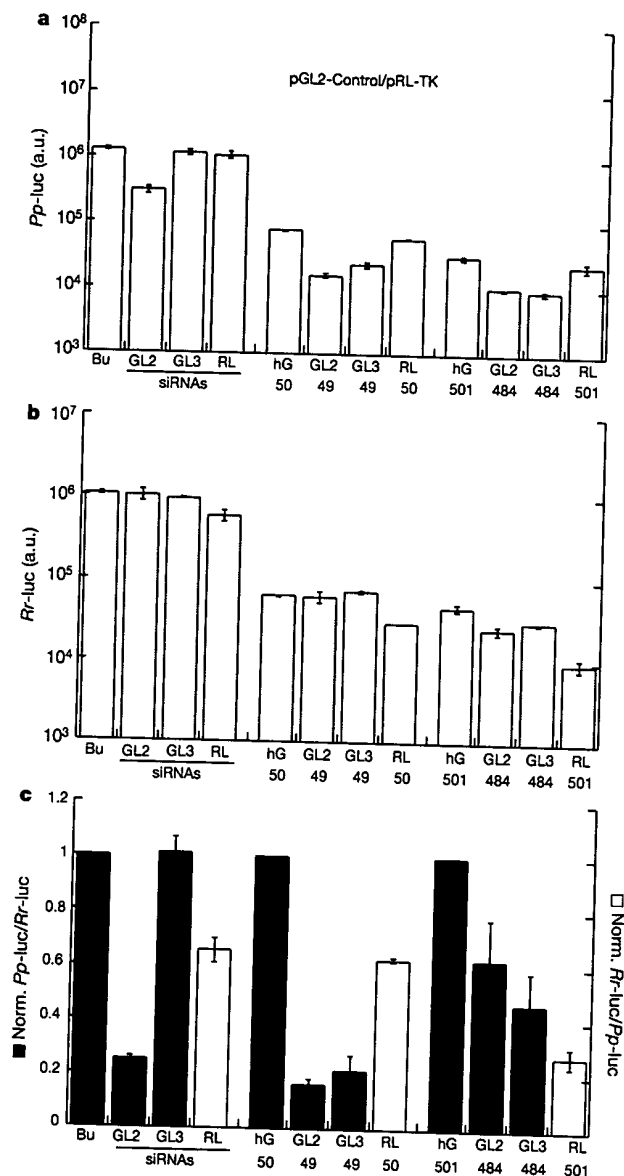 a
10⁸
10⁷
10⁶
10⁵
10⁴
10³
Pp-luc (a.u.)
pGL2-Control/pRL-TK
Bu GL2 GL3 RL hG GL2 GL3 RL hG GL2 GL3 RL
siRNAs 50 49 49 50 501 484 484 501
b
10⁷
10⁶
10⁵
10⁴
10³
Rr-luc (a.u.)
Bu GL2 GL3 RL hG GL2 GL3 RL hG GL2 GL3 RL
siRNAs 50 49 49 50 501 484 484 501
c
1.2
1
0.8
0.6
0.4
0.2
0
Norm. Pp-luc/Rr-luc
Norm. Rr-luc/Pp-luc
Bu GL2 GL3 RL hG GL2 GL3 RL hG GL2 GL3 RL
siRNAs 50 49 49 50 501 484 484 501